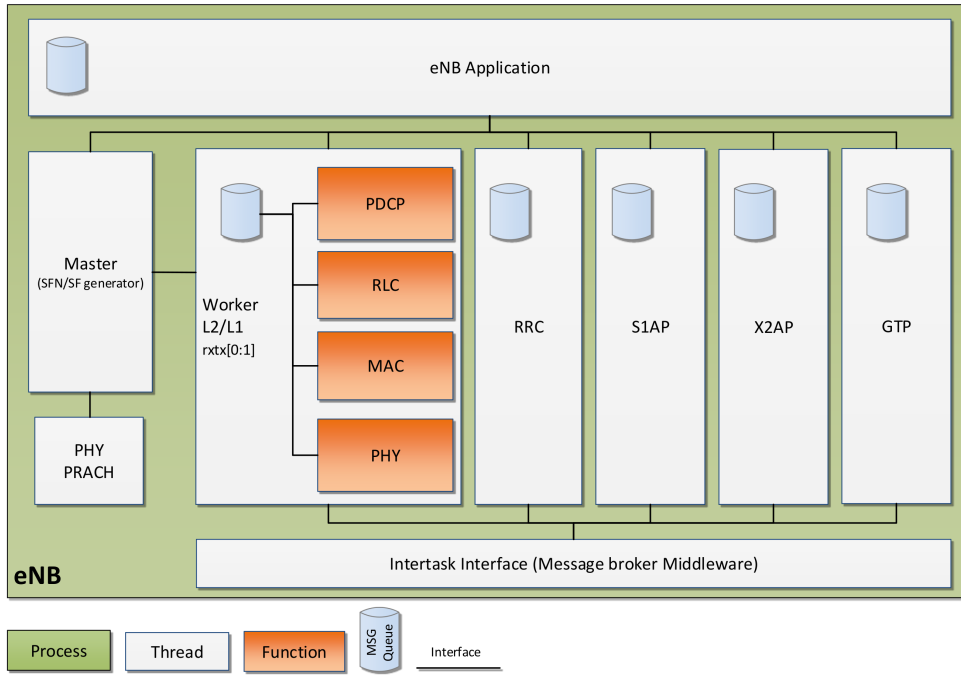 eNB Application
Master
(SFN/SF generator)
PHY
PRACH
Worker
L2/L1
rxtx[0:1]
PDCP
RLC
MAC
PHY
RRC
S1AP
X2AP
GTP
Intertask Interface (Message broker Middleware)
eNB
Process
Thread
Function
MSG
Queue
Interface